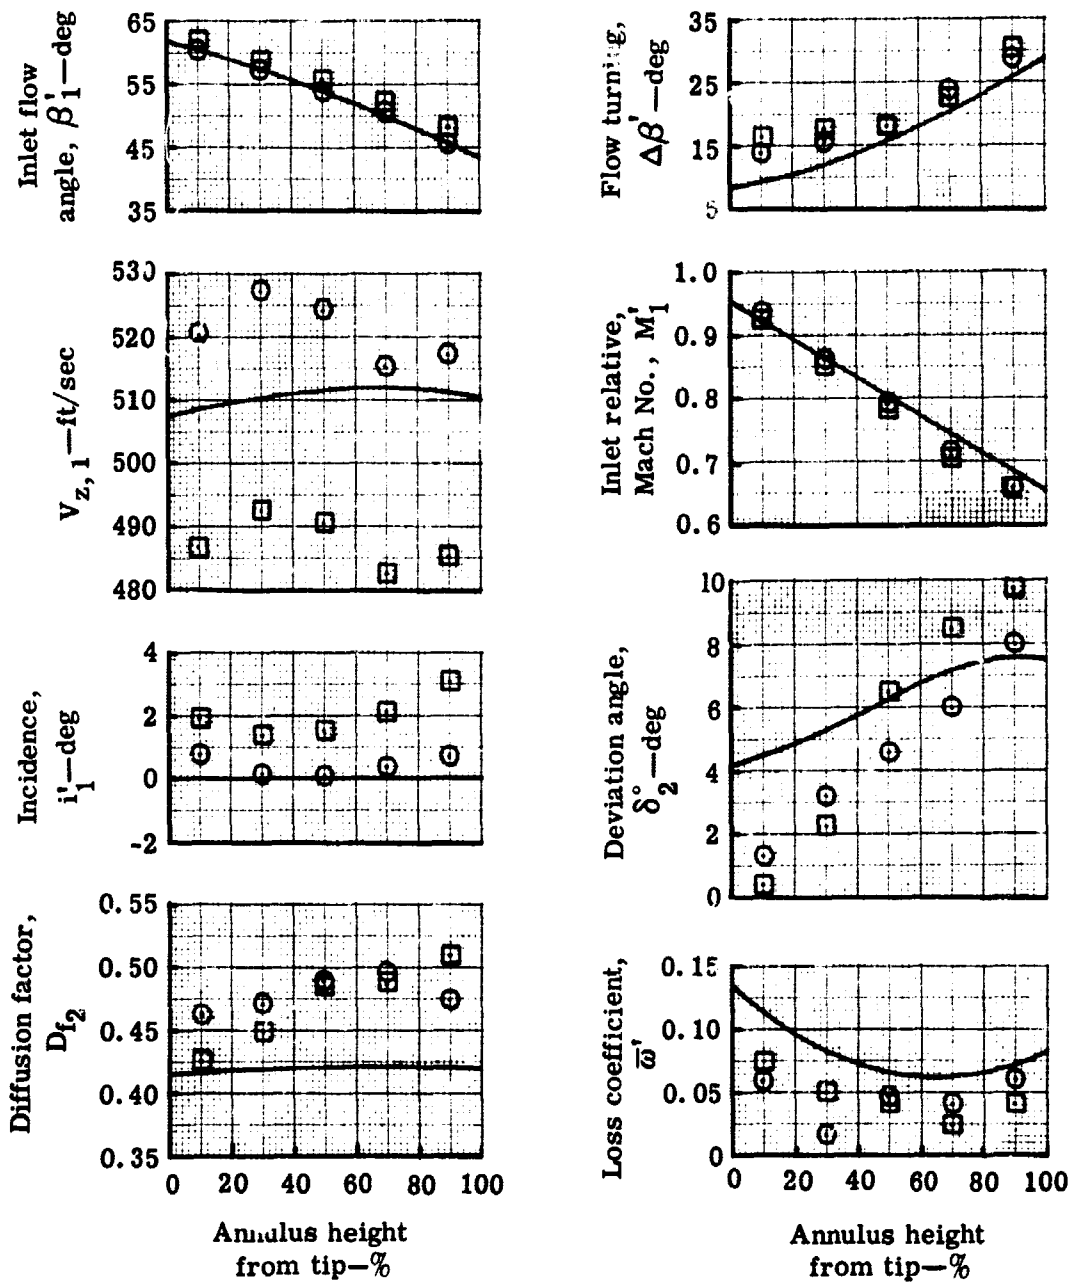 Inlet flow
angle, β'1—deg
65
55
45
35
Flow turning,
Δβ'—deg
35
25
15
5
Vz, 1—ft/sec
530
520
510
500
490
480
Inlet relative,
Mach No., M'1
1.0
0.9
0.8
0.7
0.6
Incidence,
i'1—deg
4
2
0
-2
Deviation angle,
δ°2—deg
10
8
6
4
2
0
Diffusion factor,
Df2
0.55
0.50
0.45
0.40
0.35
0 20 40 60 80 100
Annulus height
from tip—%
Loss coefficient,
ω̅'
0.15
0.10
0.05
0
0 20 40 60 80 100
Annulus height
from tip—%